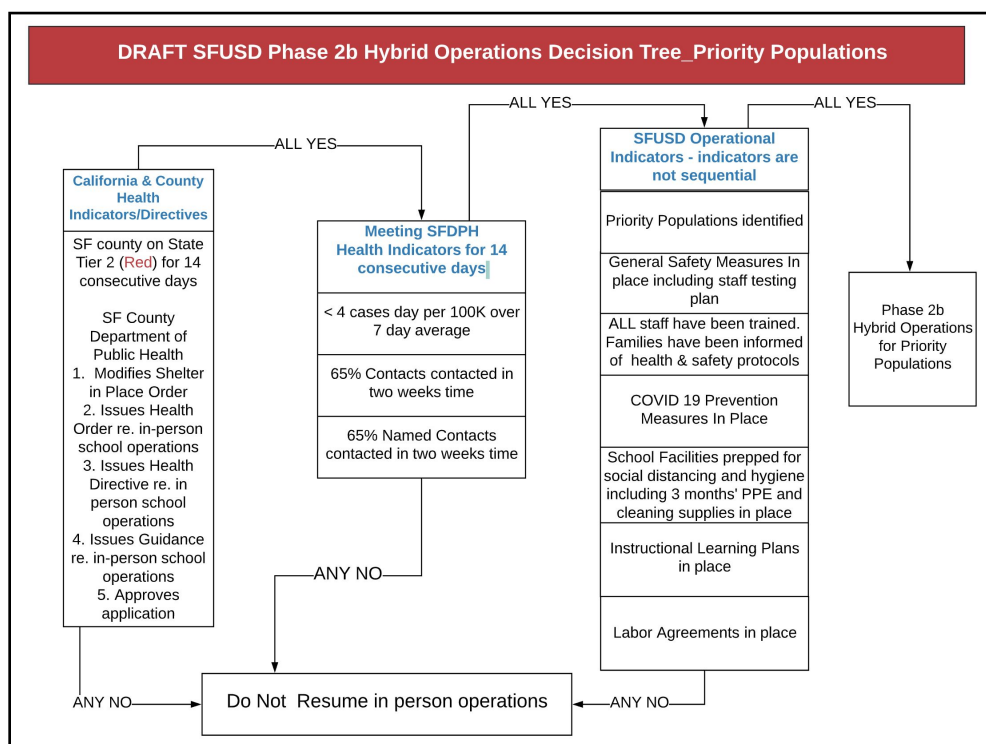 DRAFT SFUSD Phase 2b Hybrid Operations Decision Tree_Priority Populations
ALL YES
California & County
Health
Indicators/Directives
SF county on State
Tier 2 (Red) for 14
consecutive days
SF County
Department of
Public Health
1. Modifies Shelter
in Place Order
2. Issues Health
Order re. in-person
school operations
3. Issues Health
Directive re. in
person school
operations
4. Issues Guidance
re. in-person school
operations
5. Approves
application
ANY NO
ALL YES
Meeting SFDPH
Health Indicators for 14
consecutive days
< 4 cases day per 100K over
7 day average
65% Contacts contacted in
two weeks time
65% Named Contacts
contacted in two weeks time
ANY NO
ALL YES
SFUSD Operational
Indicators - indicators are
not sequential
Priority Populations identified
General Safety Measures In
place including staff testing
plan
ALL staff have been trained.
Families have been informed
of health & safety protocols
COVID 19 Prevention
Measures In Place
School Facilities prepped for
social distancing and hygiene
including 3 months' PPE and
cleaning supplies in place
Instructional Learning Plans
in place
Labor Agreements in place
ANY NO
Phase 2b
Hybrid Operations
for Priority
Populations
Do Not Resume in person operations